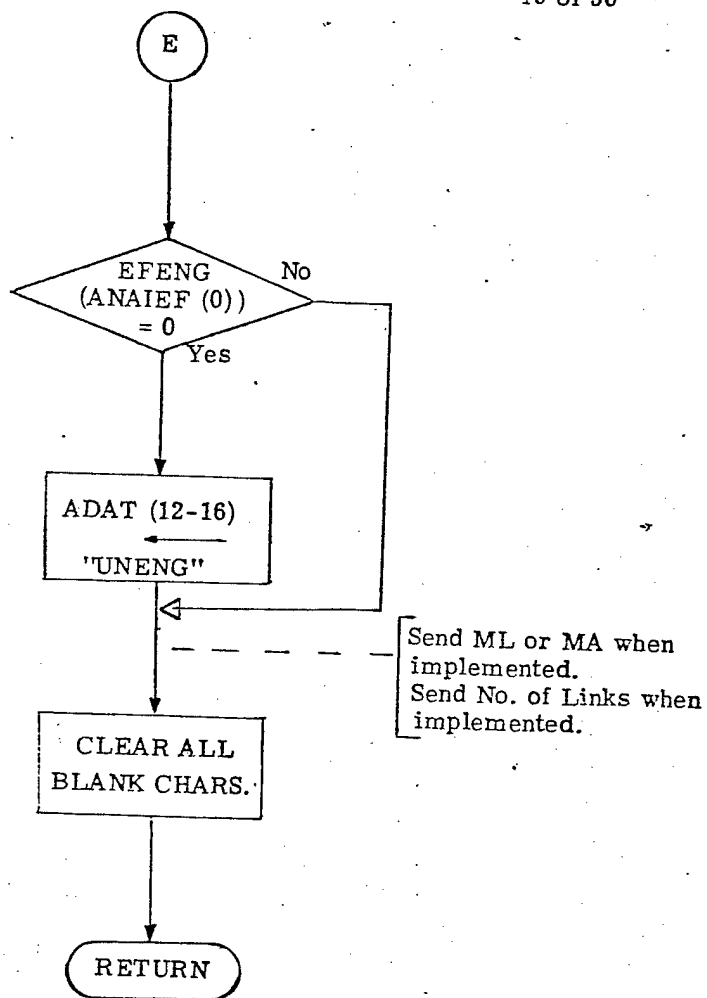 E
EFENG
(ANAIEF (0))
= 0
No
Yes
ADAT (12-16)
"UNENG"
Send ML or MA when
implemented.
Send No. of Links when
implemented.
CLEAR ALL
BLANK CHARS.
RETURN